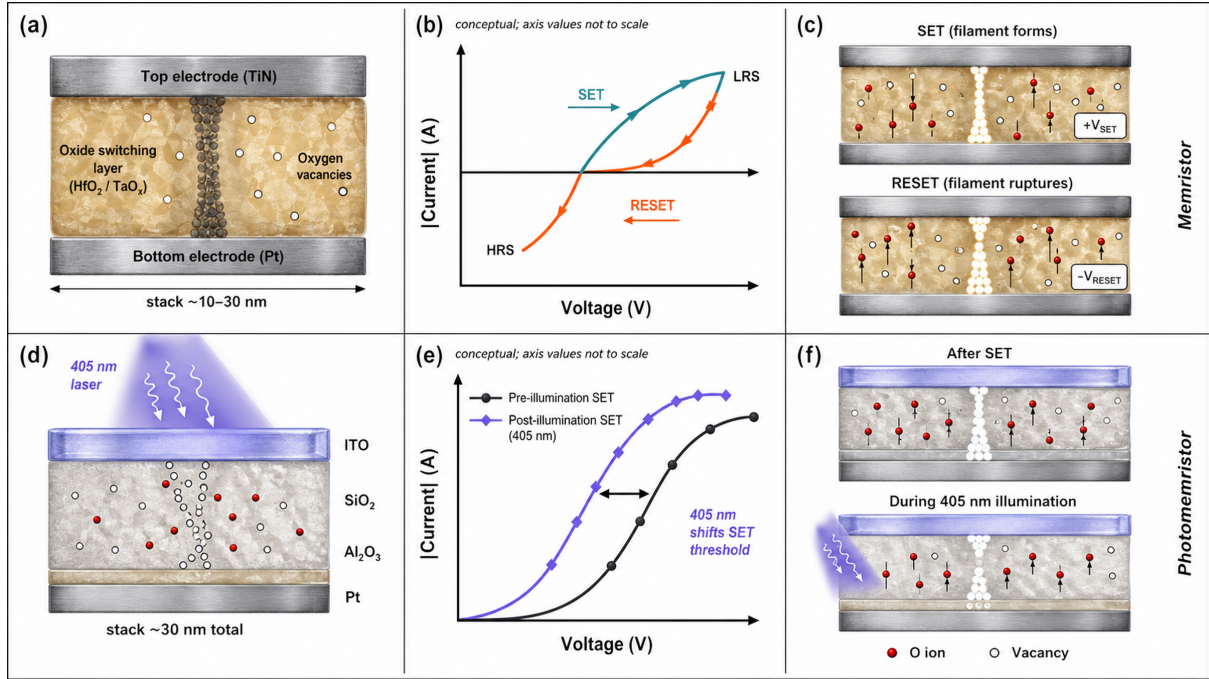 (a)
Top electrode (TiN)
Oxide switching
layer
(HfO₂ / TaOₓ)
Oxygen
vacancies
Bottom electrode (Pt)
stack ~10–30 nm
(b)
conceptual; axis values not to scale
|Current| (A)
SET
LRS
RESET
HRS
Voltage (V)
(c)
SET (filament forms)
+V_SET
RESET (filament ruptures)
−V_RESET
Memristor
(d)
405 nm
laser
ITO
SiO₂
Al₂O₃
Pt
stack ~30 nm total
(e)
conceptual; axis values not to scale
|Current| (A)
Pre-illumination SET
Post-illumination SET
(405 nm)
405 nm
shifts SET
threshold
Voltage (V)
(f)
After SET
During 405 nm illumination
O ion
Vacancy
Photomemristor